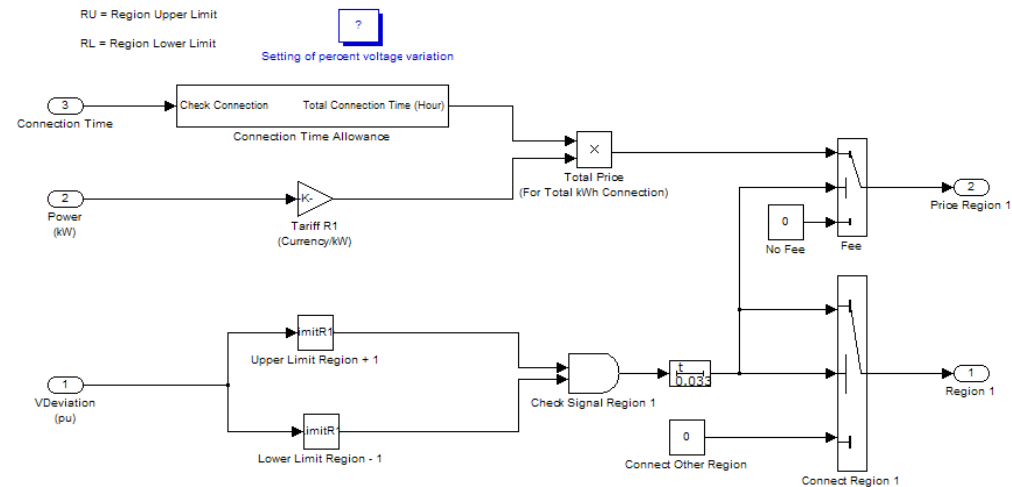 RU = Region Upper Limit
RL = Region Lower Limit
?
Setting of percent voltage variation
3
Connection Time
Check Connection
Total Connection Time (Hour)
Connection Time Allowance
×
Total Price
(For Total kWh Connection)
2
Power
(kW)
-K-
Tariff R1
(Currency/kW)
0
No Fee
Fee
2
Price Region 1
imitR1
Upper Limit Region + 1
1
VDeviation
(pu)
.imitR1
Lower Limit Region - 1
Check Signal Region 1
t
0.033
0
Connect Other Region
Connect Region 1
1
Region 1